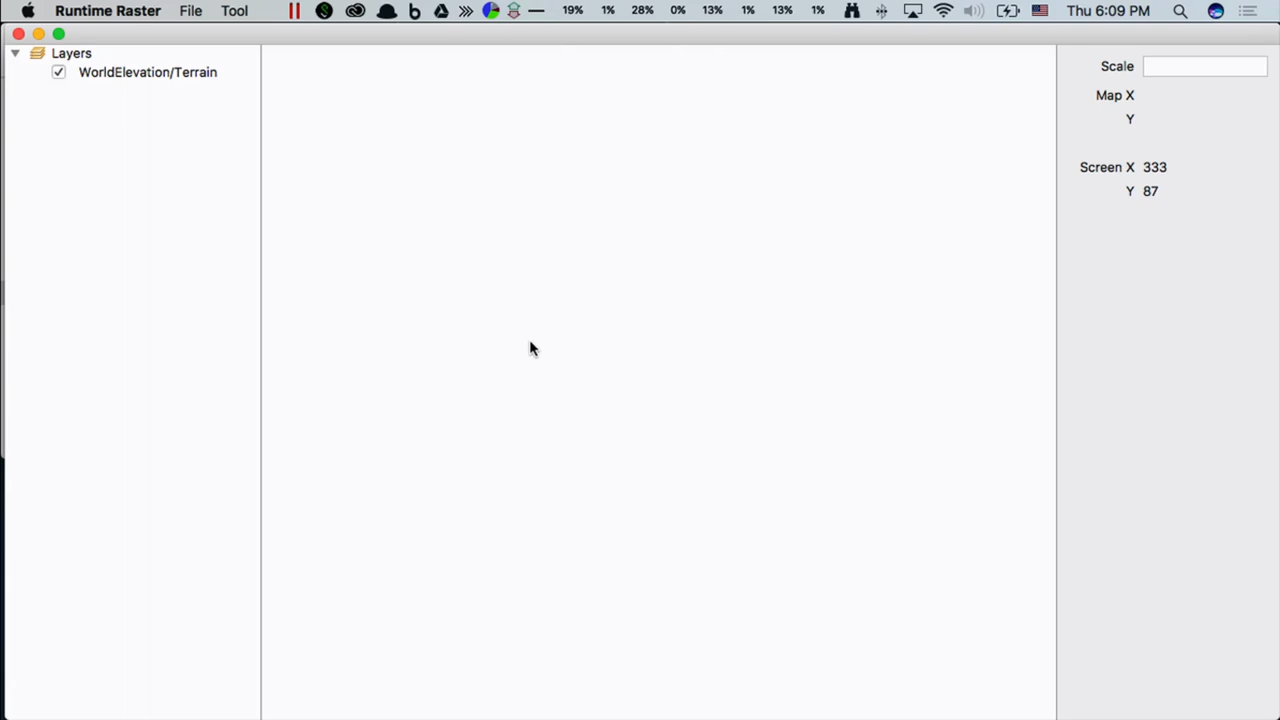 Runtime Raster File Tool 19% 1% 28% 0% 13% 1% 13% 1% Thu 6:09 PM
Layers
WorldElevation/Terrain
Scale
Map X
Y
Screen X 333
Y 87